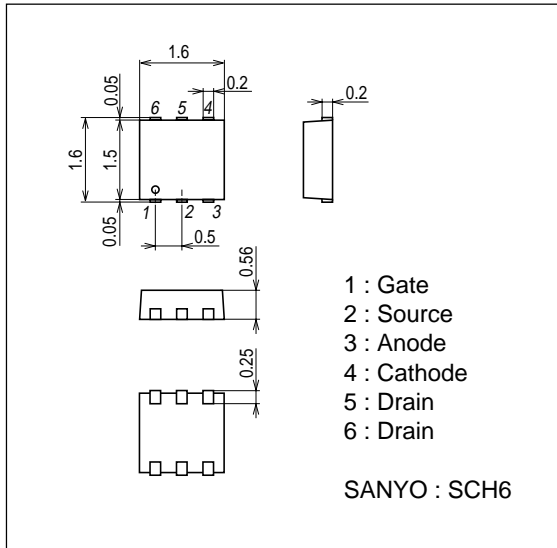 1.6
0.2
0.05
6 5 4
0.2
1.6
1.5
1 2 3
0.05
0.5
0.56
0.25
1 : Gate
2 : Source
3 : Anode
4 : Cathode
5 : Drain
6 : Drain
SANYO : SCH6